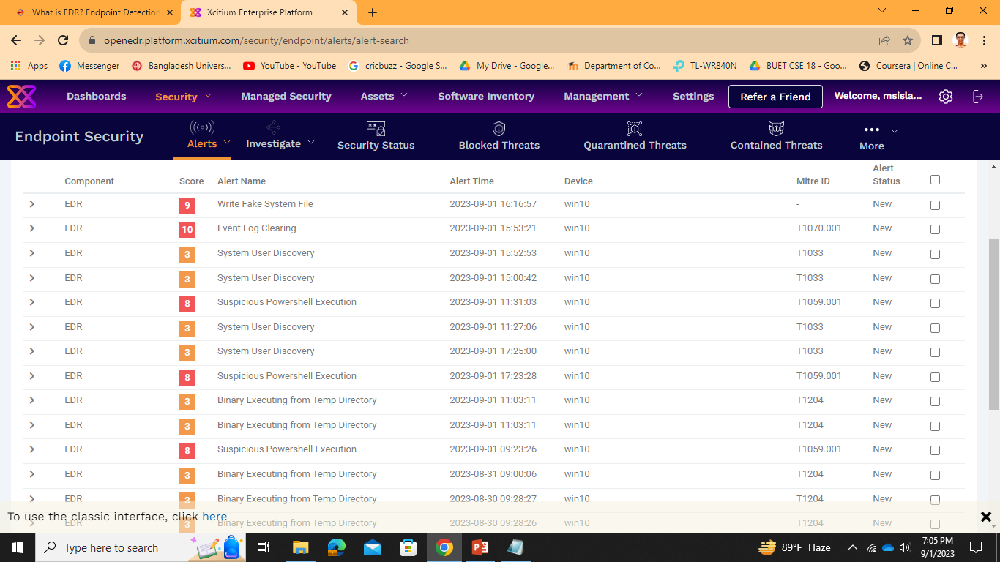 What is EDR? Endpoint Detection
Xcitium Enterprise Platform
openedr.platform.xcitium.com/security/endpoint/alerts/alert-search
Apps Messenger Bangladesh Univers... YouTube - YouTube cricbuzz - Google S... My Drive - Google... Department of Co... TL-WR840N BUET CSE 18 - Goo... Coursera | Online C... »
Dashboards Security Managed Security Assets Software Inventory Management Settings Refer a Friend Welcome, msisla...
Endpoint Security Alerts Investigate Security Status Blocked Threats Quarantined Threats Contained Threats More
Component Score Alert Name Alert Time Device Mitre ID Alert Status
EDR 9 Write Fake System File 2023-09-01 16:16:57 win10 - New
EDR 10 Event Log Clearing 2023-09-01 15:53:21 win10 T1070.001 New
EDR 3 System User Discovery 2023-09-01 15:52:53 win10 T1033 New
EDR 3 System User Discovery 2023-09-01 15:00:42 win10 T1033 New
EDR 8 Suspicious Powershell Execution 2023-09-01 11:31:03 win10 T1059.001 New
EDR 3 System User Discovery 2023-09-01 11:27:06 win10 T1033 New
EDR 3 System User Discovery 2023-09-01 17:25:00 win10 T1033 New
EDR 8 Suspicious Powershell Execution 2023-09-01 17:23:28 win10 T1059.001 New
EDR 3 Binary Executing from Temp Directory 2023-09-01 11:03:11 win10 T1204 New
EDR 3 Binary Executing from Temp Directory 2023-09-01 11:03:11 win10 T1204 New
EDR 8 Suspicious Powershell Execution 2023-09-01 09:23:26 win10 T1059.001 New
EDR 3 Binary Executing from Temp Directory 2023-08-31 09:00:06 win10 T1204 New
EDR 3 Binary Executing from Temp Directory 2023-08-30 09:28:27 win10 T1204 New
To use the classic interface, click here
EDR 3 Binary Executing from Temp Directory 2023-08-30 09:28:26 win10 T1204 New
Type here to search
89°F Haze
7:05 PM
9/1/2023